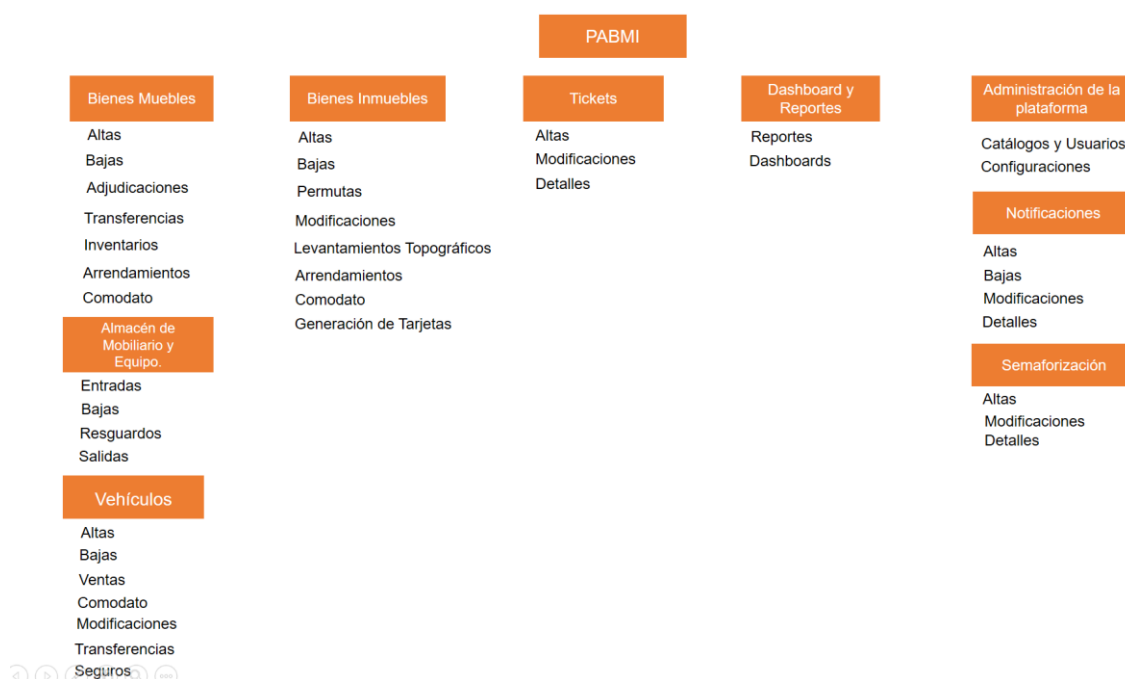 PABMI
Bienes Muebles
Altas
Bajas
Adjudicaciones
Transferencias
Inventarios
Arrendamientos
Comodato
Almacén de
Mobiliario y
Equipo.
Entradas
Bajas
Resguardos
Salidas
Vehículos
Altas
Bajas
Ventas
Comodato
Modificaciones
Transferencias
Seguros
Bienes Inmuebles
Altas
Bajas
Permutas
Modificaciones
Levantamientos Topográficos
Arrendamientos
Comodato
Generación de Tarjetas
Tickets
Altas
Modificaciones
Detalles
Dashboard y
Reportes
Reportes
Dashboards
Administración de la
plataforma
Catálogos y Usuarios
Configuraciones
Notificaciones
Altas
Bajas
Modificaciones
Detalles
Semaforización
Altas
Modificaciones
Detalles